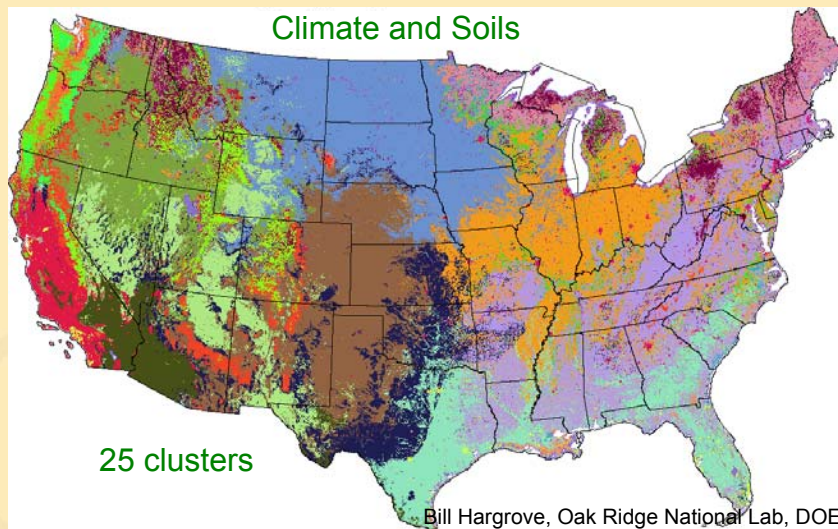 Climate and Soils
25 clusters
Bill Hargrove, Oak Ridge National Lab, DOE